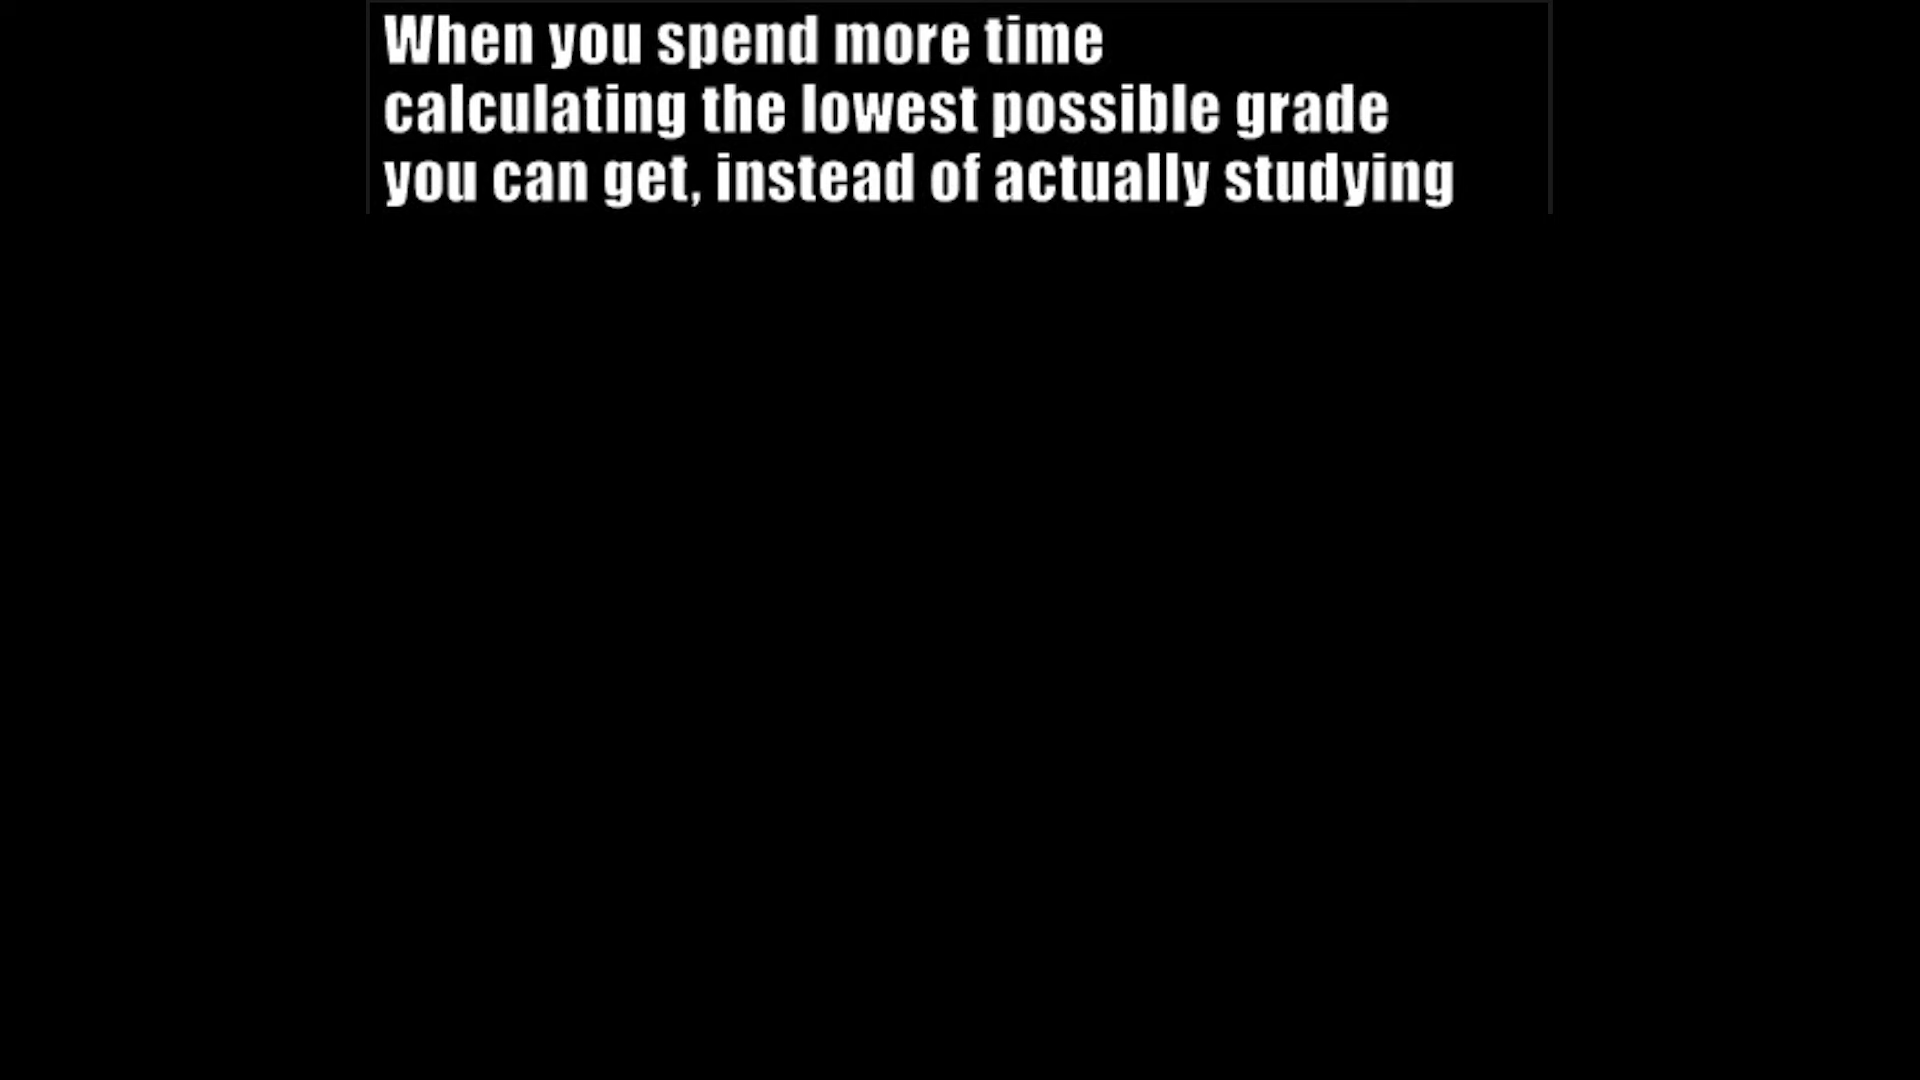 When you spend more time
calculating the lowest possible grade
you can get, instead of actually studying